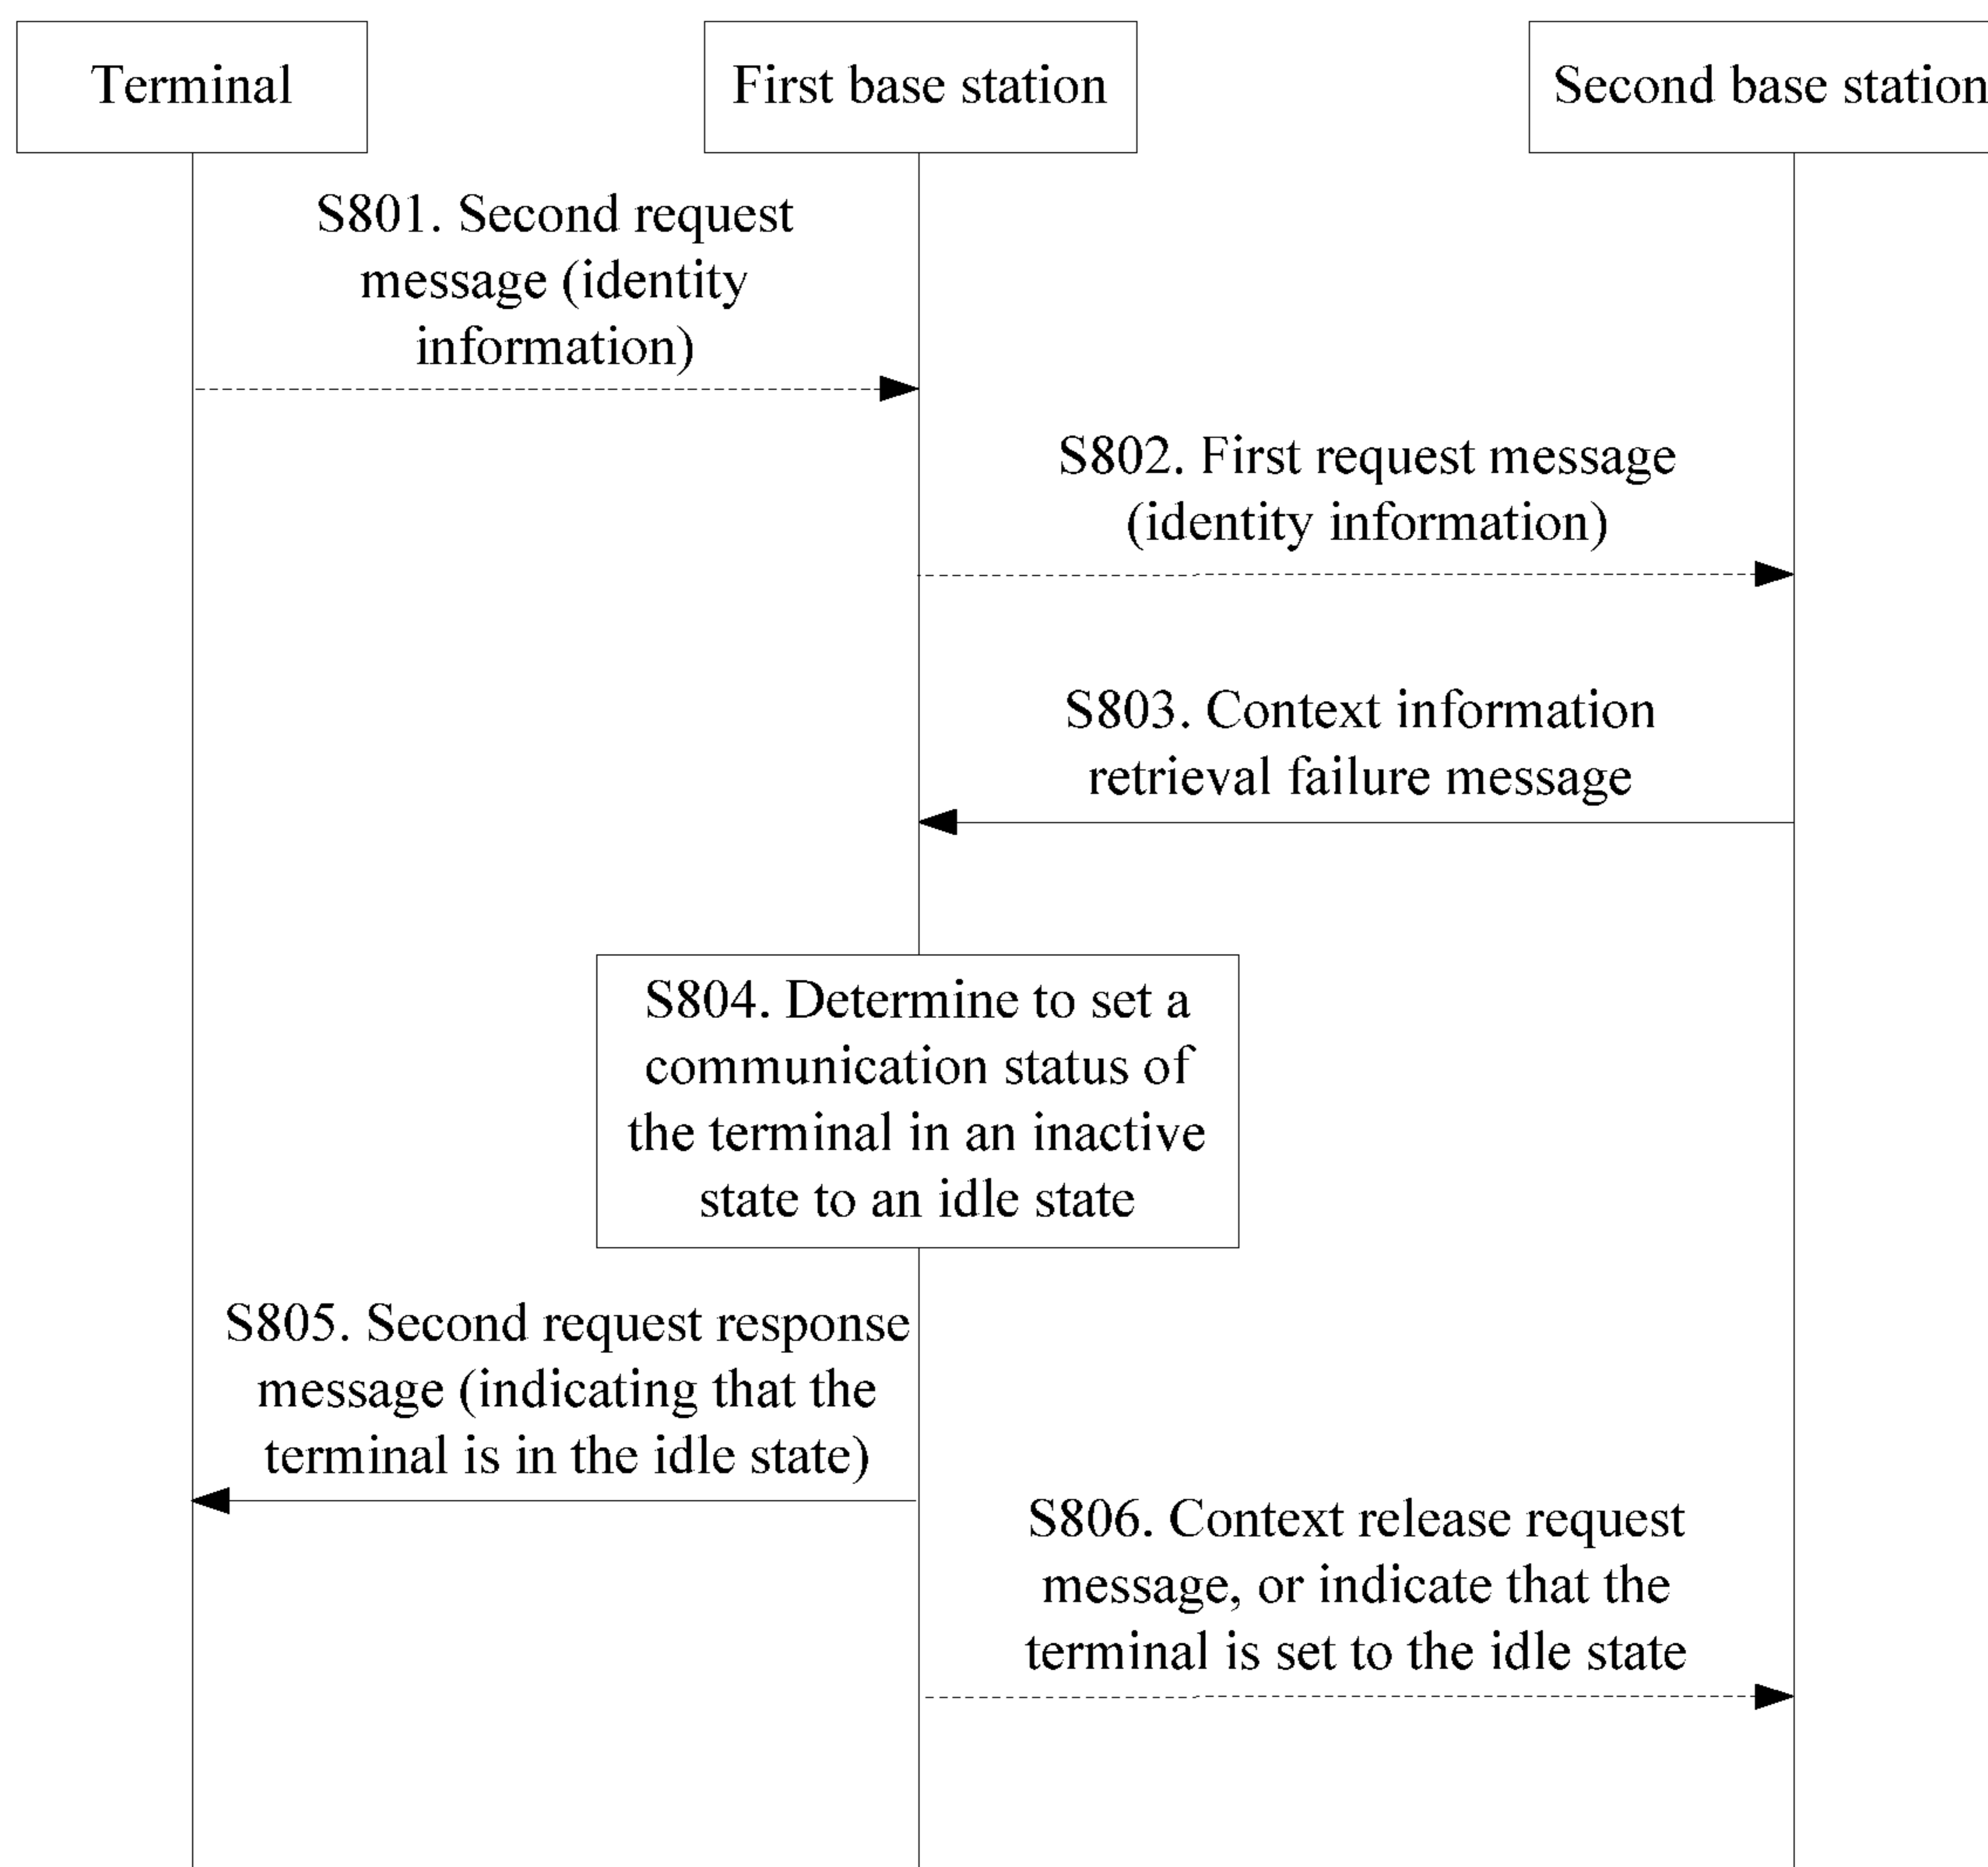 Terminal
First base station
Second base station
S801. Second request
message (identity
information)
S802. First request message
(identity information)
S803. Context information
retrieval failure message
S804. Determine to set a
communication status of
the terminal in an inactive
state to an idle state
S805. Second request response
message (indicating that the
terminal is in the idle state)
S806. Context release request
message, or indicate that the
terminal is set to the idle state